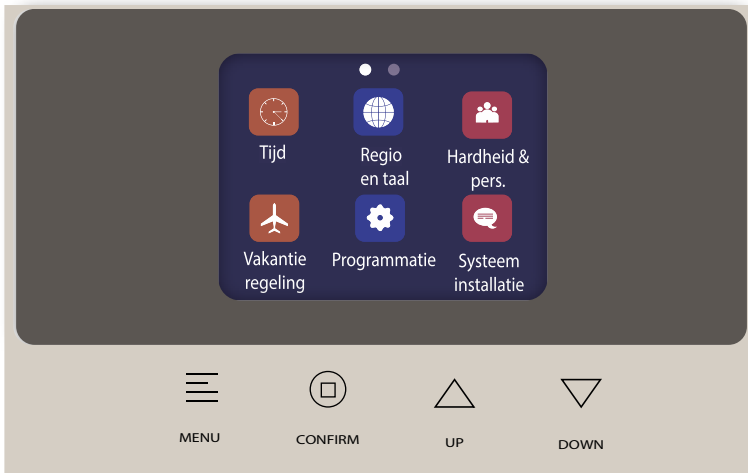 Tijd
Regio
en taal
Hardheid &
pers.
Vakantie
regeling
Programmatie
Systeem
installatie
MENU
CONFIRM
UP
DOWN